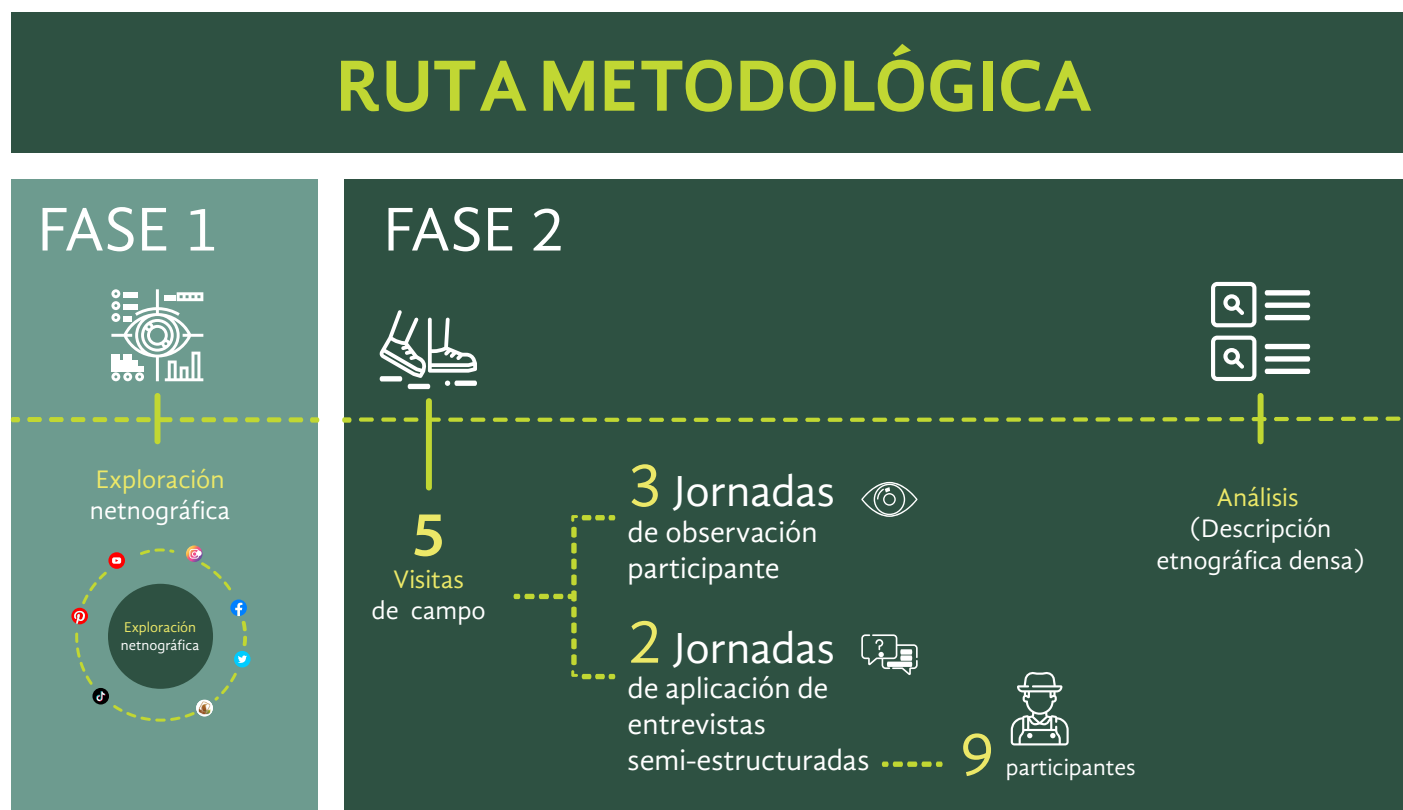 RUTA METODOLÓGICA
FASE 1
Exploración
netnográfica
Exploración
netnográfica
FASE 2
5
Visitas
de campo
3 Jornadas
de observación
participante
2 Jornadas
de aplicación de
entrevistas
semi-estructuradas
9 participantes
Análisis
(Descripción
etnográfica densa)